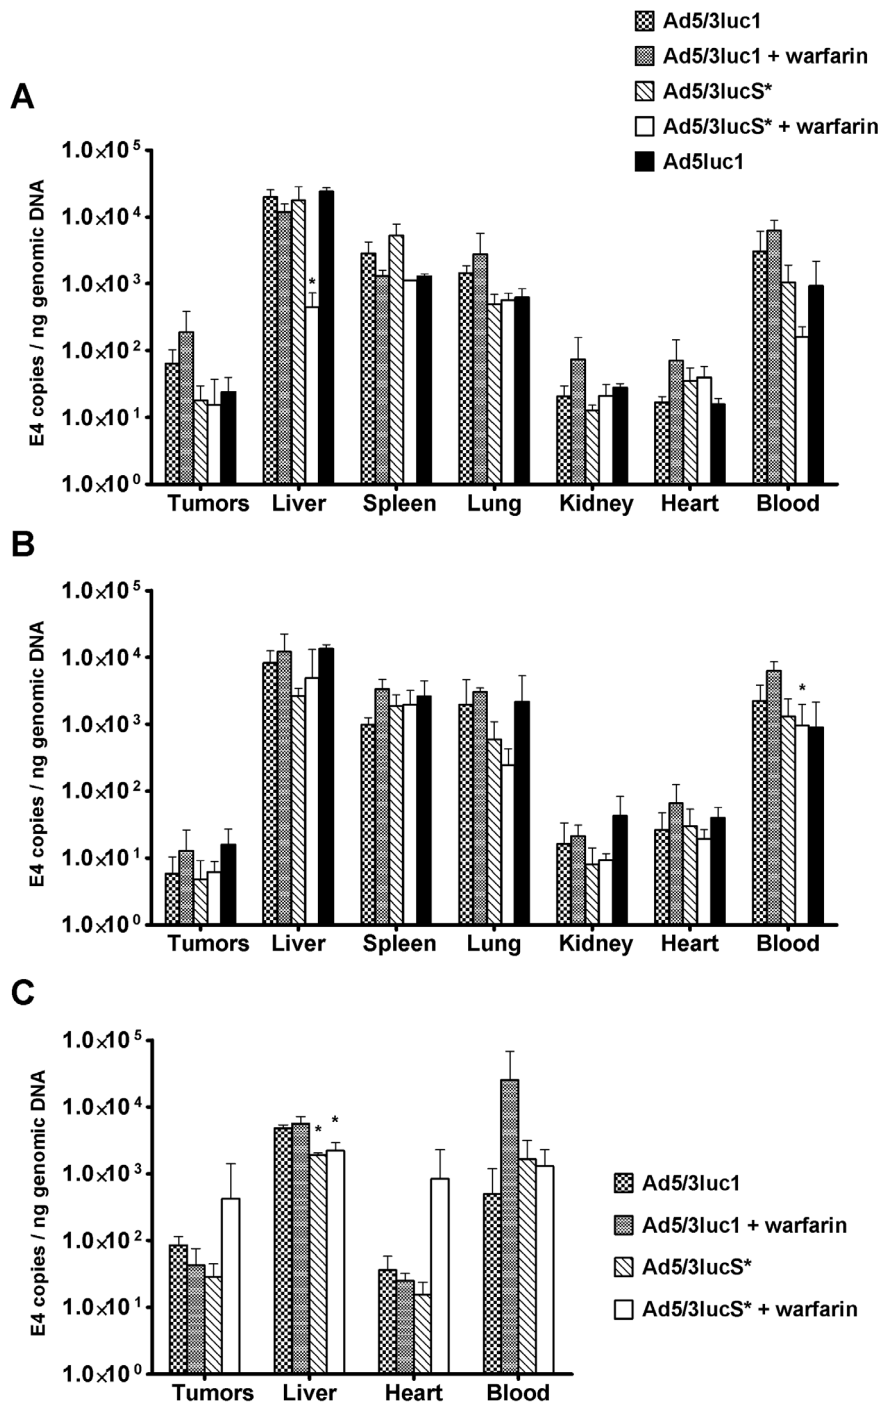 Ad5/3luc1
Ad5/3luc1 + warfarin
Ad5/3lucS*
Ad5/3lucS* + warfarin
Ad5luc1
A
E4 copies / ng genomic DNA
1.0×10⁵
1.0×10⁴
1.0×10³
1.0×10²
1.0×10¹
1.0×10⁰
*
Tumors Liver Spleen Lung Kidney Heart Blood
B
E4 copies / ng genomic DNA
1.0×10⁵
1.0×10⁴
1.0×10³
1.0×10²
1.0×10¹
1.0×10⁰
*
Tumors Liver Spleen Lung Kidney Heart Blood
C
E4 copies / ng genomic DNA
1.0×10⁵
1.0×10⁴
1.0×10³
1.0×10²
1.0×10¹
1.0×10⁰
* *
Tumors Liver Heart Blood
Ad5/3luc1
Ad5/3luc1 + warfarin
Ad5/3lucS*
Ad5/3lucS* + warfarin